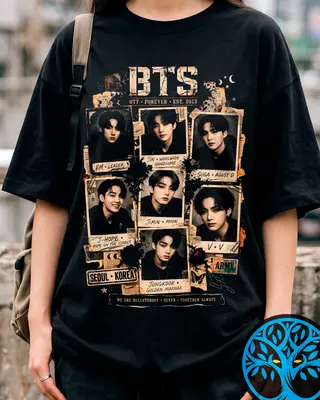 BTS
OT7 • FOREVER • EST. 2013
RM • LEADER
JIN • WORLDWIDE
HANDSOME
SUGA • AGUST D
J-HOPE
JIMIN • MOCHI
V • V
SEOUL • KOREA
JUNGKOOK •
GOLDEN MAKNAE
ARMY
WE ARE BULLETPROOF • SEVEN • TOGETHER ALWAYS